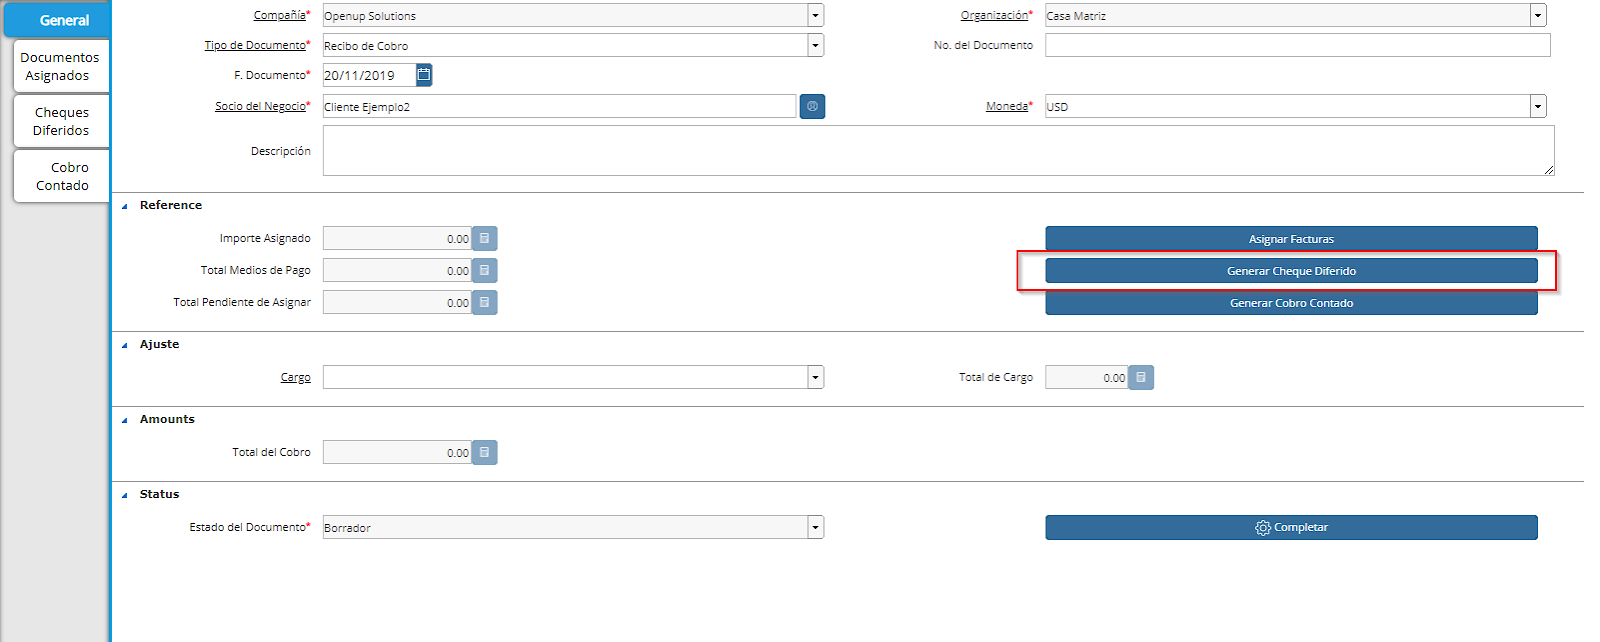 General
Documentos
Asignados
Cheques
Diferidos
Cobro
Contado
Compañía* Openup Solutions Organización* Casa Matriz
Tipo de Documento* Recibo de Cobro No. del Documento
F. Documento* 20/11/2019
Socio del Negocio* Cliente Ejemplo2 Moneda* USD
Descripción
Reference
Importe Asignado 0.00 Asignar Facturas
Total Medios de Pago 0.00 Generar Cheque Diferido
Total Pendiente de Asignar 0.00 Generar Cobro Contado
Ajuste
Cargo Total de Cargo 0.00
Amounts
Total del Cobro 0.00
Status
Estado del Documento* Borrador Completar